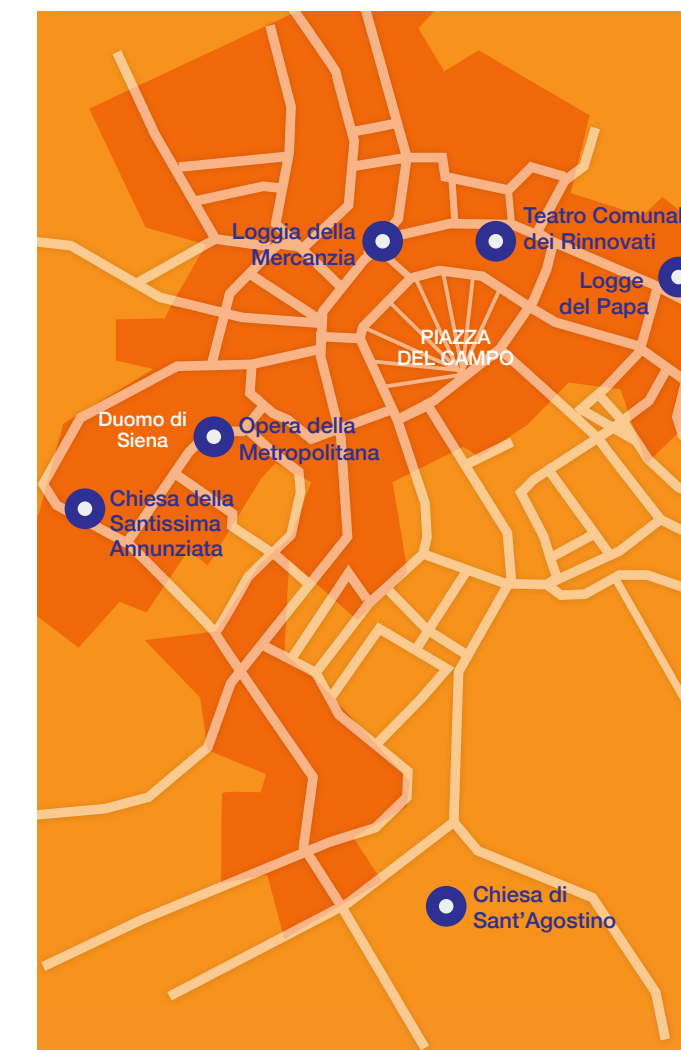 Teatro Comunal
dei Rinnovati
Loggia della
Mercanzia
Logge
del Papa
PIAZZA
DEL CAMPO
Duomo di
Siena
Opera della
Metropolitana
Chiesa della
Santissima
Annunziata
Chiesa di
Sant’Agostino